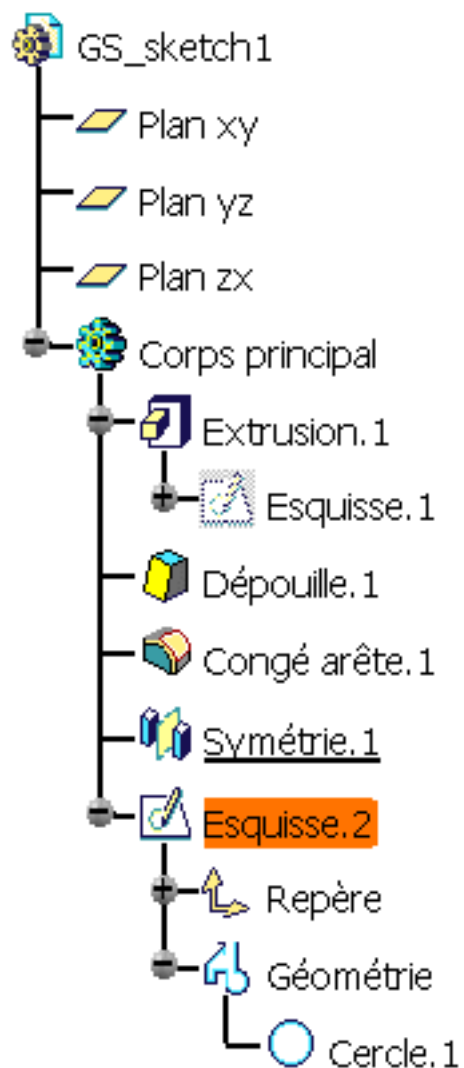 GS_sketch1
Plan xy
Plan yz
Plan zx
Corps principal
Extrusion.1
Esquisse.1
Dépouille.1
Congé arête.1
Symétrie.1
Esquisse.2
Repère
Géométrie
Cercle.1